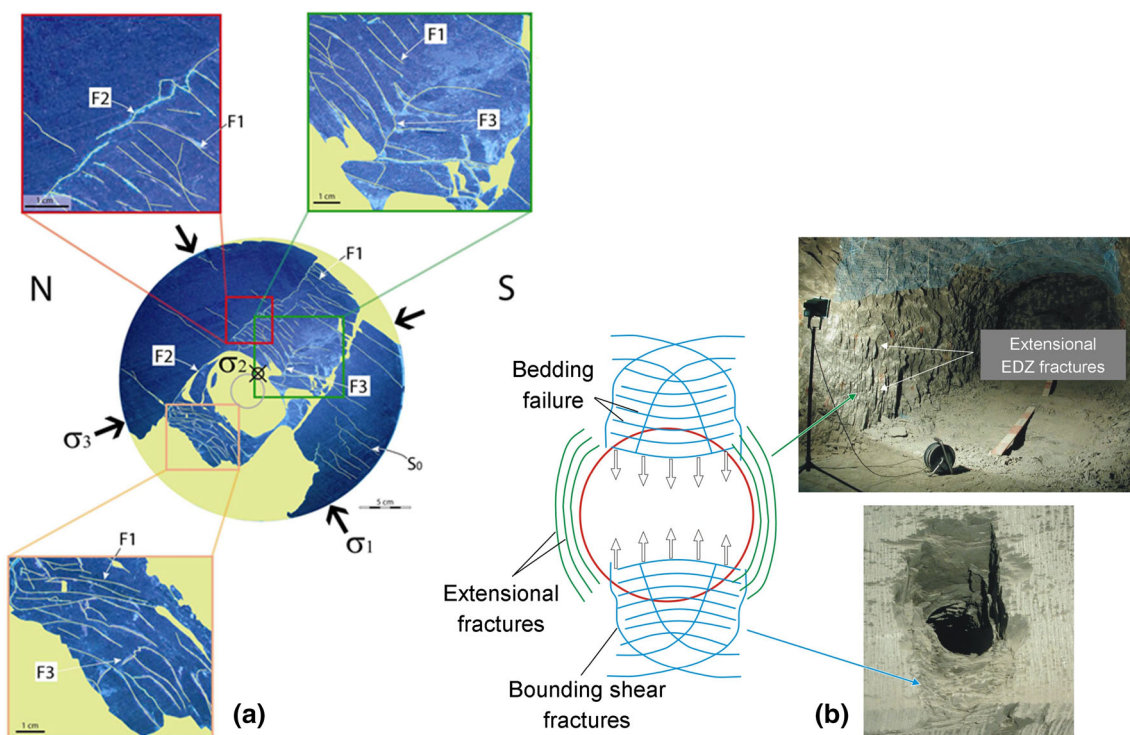 F1
F2
F1
1 cm
F3
1 cm
N
S
F1
F2
σ2
F3
σ3
S0
5 cm
σ1
F1
F3
1 cm
(a)
Bedding
failure
Extensional
fractures
Bounding shear
fractures
Extensional
EDZ fractures
(b)